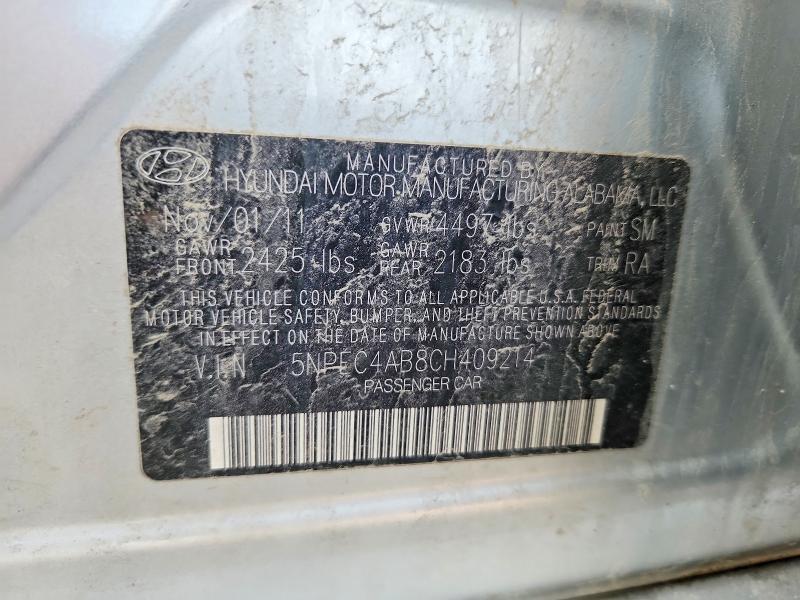 MANUFACTURED BY
HYUNDAI MOTOR MANUFACTURING ALABAMA, LLC
Nov/01/11 GVWR 4497 lbs PAINT SM
GAWR FRONT 2425 lbs GAWR REAR 2183 lbs TRIM RA
THIS VEHICLE CONFORMS TO ALL APPLICABLE U.S.A. FEDERAL
MOTOR VEHICLE SAFETY, BUMPER, AND THEFT PREVENTION STANDARDS
IN EFFECT ON THE DATE OF MANUFACTURE SHOWN ABOVE.
V.I.N 5NPEC4AB8CH409214
PASSENGER CAR